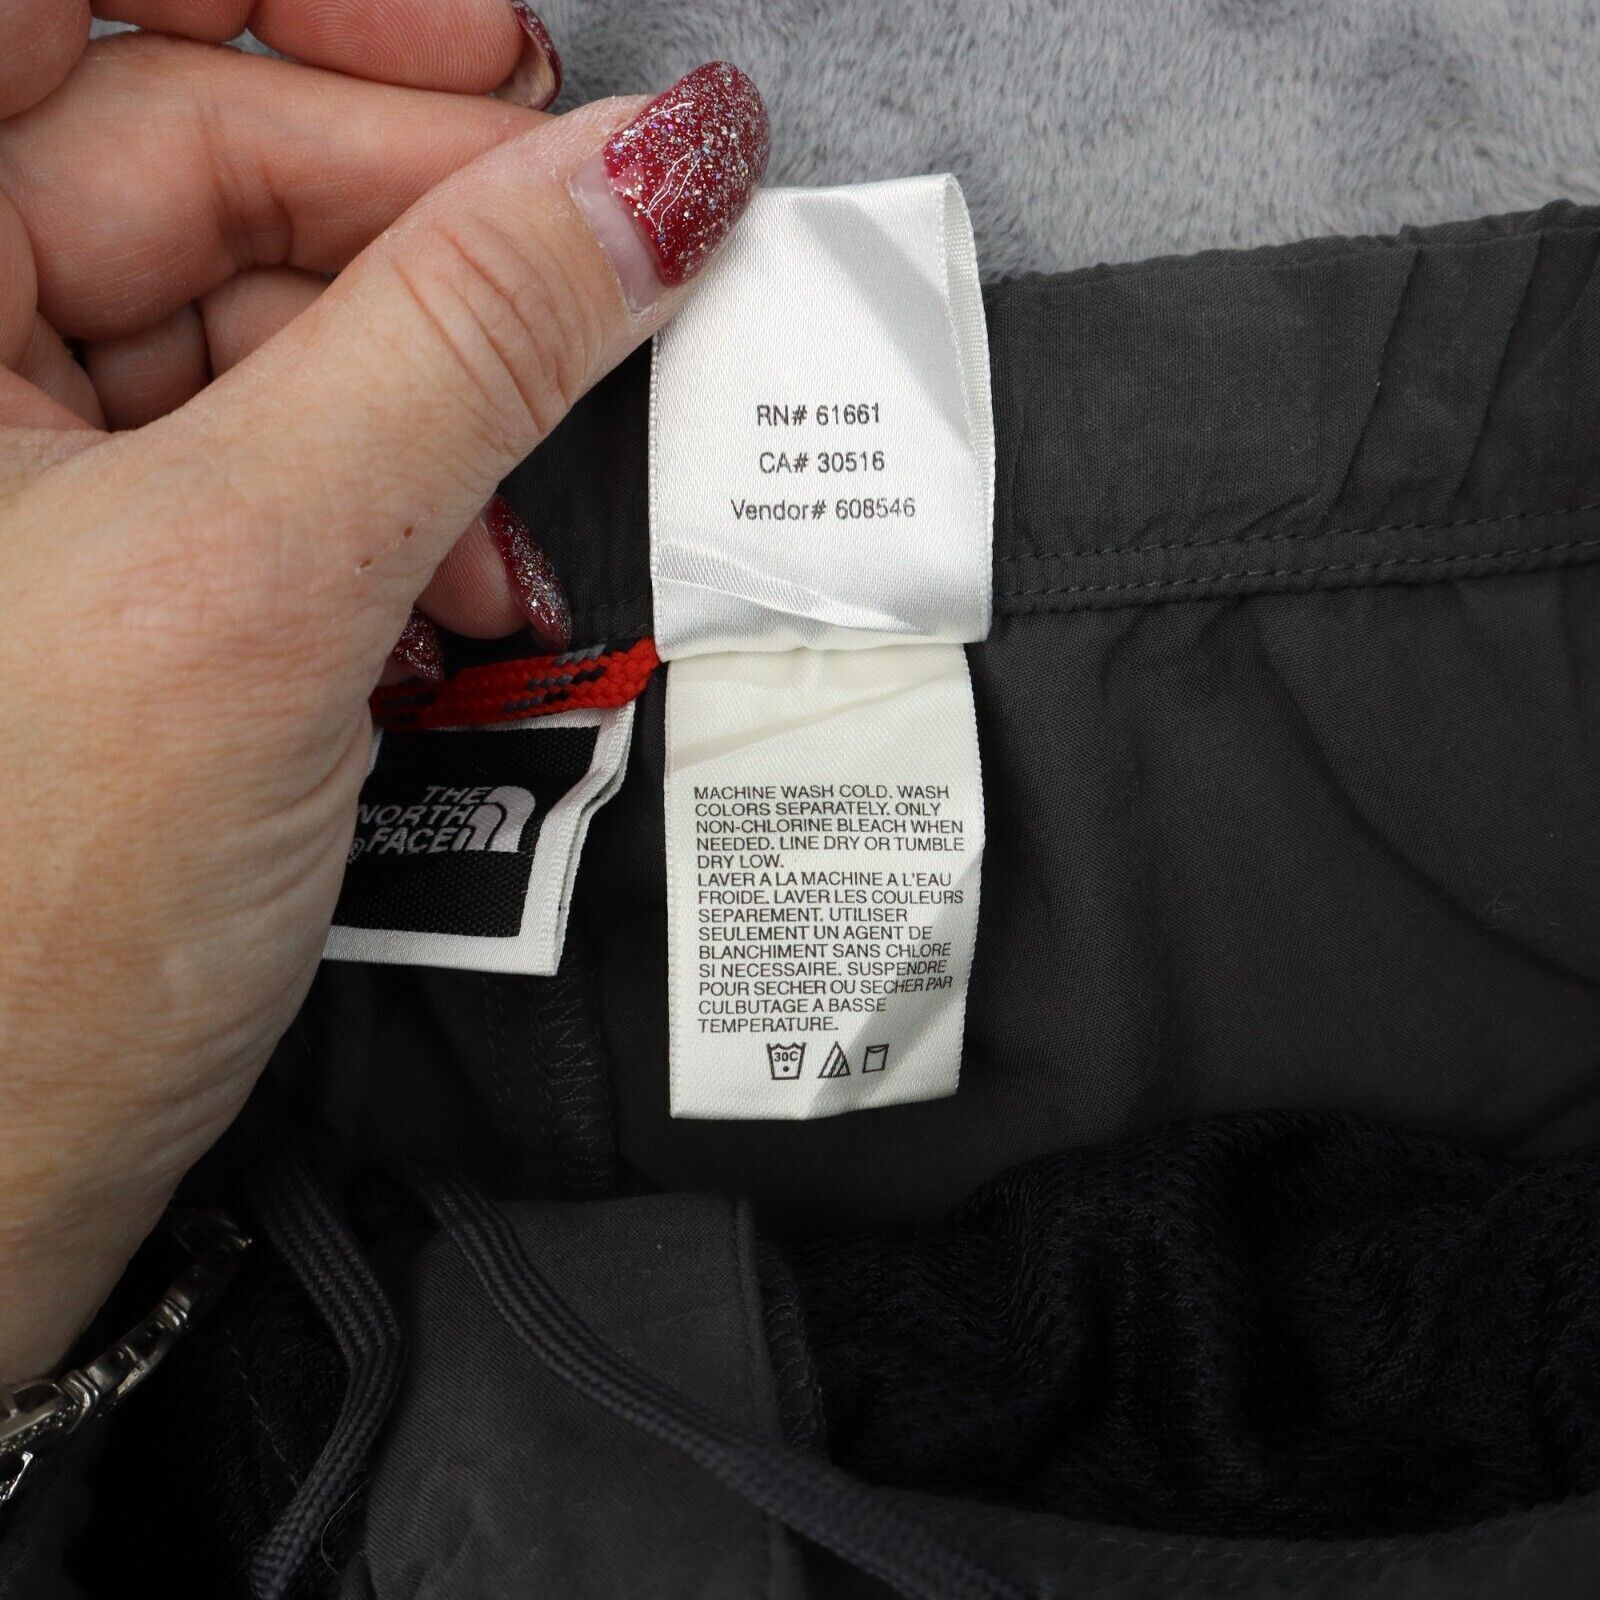 RN# 61661
CA# 30516
Vendor# 608546
THE
NORTH
FACE
®
MACHINE WASH COLD. WASH
COLORS SEPARATELY. ONLY
NON-CHLORINE BLEACH WHEN
NEEDED. LINE DRY OR TUMBLE
DRY LOW.
LAVER A LA MACHINE A L'EAU
FROIDE. LAVER LES COULEURS
SEPAREMENT. UTILISER
SEULEMENT UN AGENT DE
BLANCHIMENT SANS CHLORE
SI NECESSAIRE. SUSPENDRE
POUR SECHER OU SECHER PAR
CULBUTAGE A BASSE
TEMPERATURE.
30C